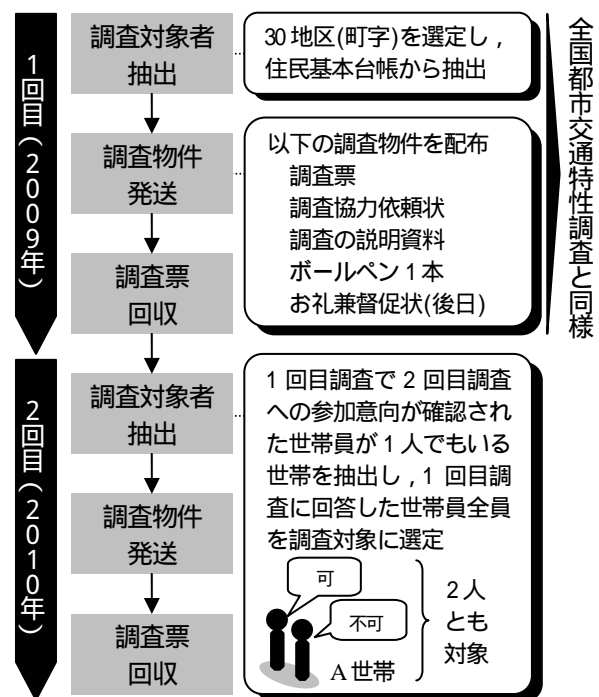 1回目（2009年）
調査対象者
抽出
30地区(町字)を選定し，
住民基本台帳から抽出
調査物件
発送
以下の調査物件を配布
調査票
調査協力依頼状
調査の説明資料
ボールペン1本
お礼兼督促状(後日)
調査票
回収
全国都市交通特性調査と同様
2回目（2010年）
調査対象者
抽出
調査物件
発送
調査票
回収
1回目調査で2回目調査
への参加意向が確認され
た世帯員が1人でもいる
世帯を抽出し，1回目調
査に回答した世帯員全員
を調査対象に選定
可
不可
A世帯
2人
とも
対象